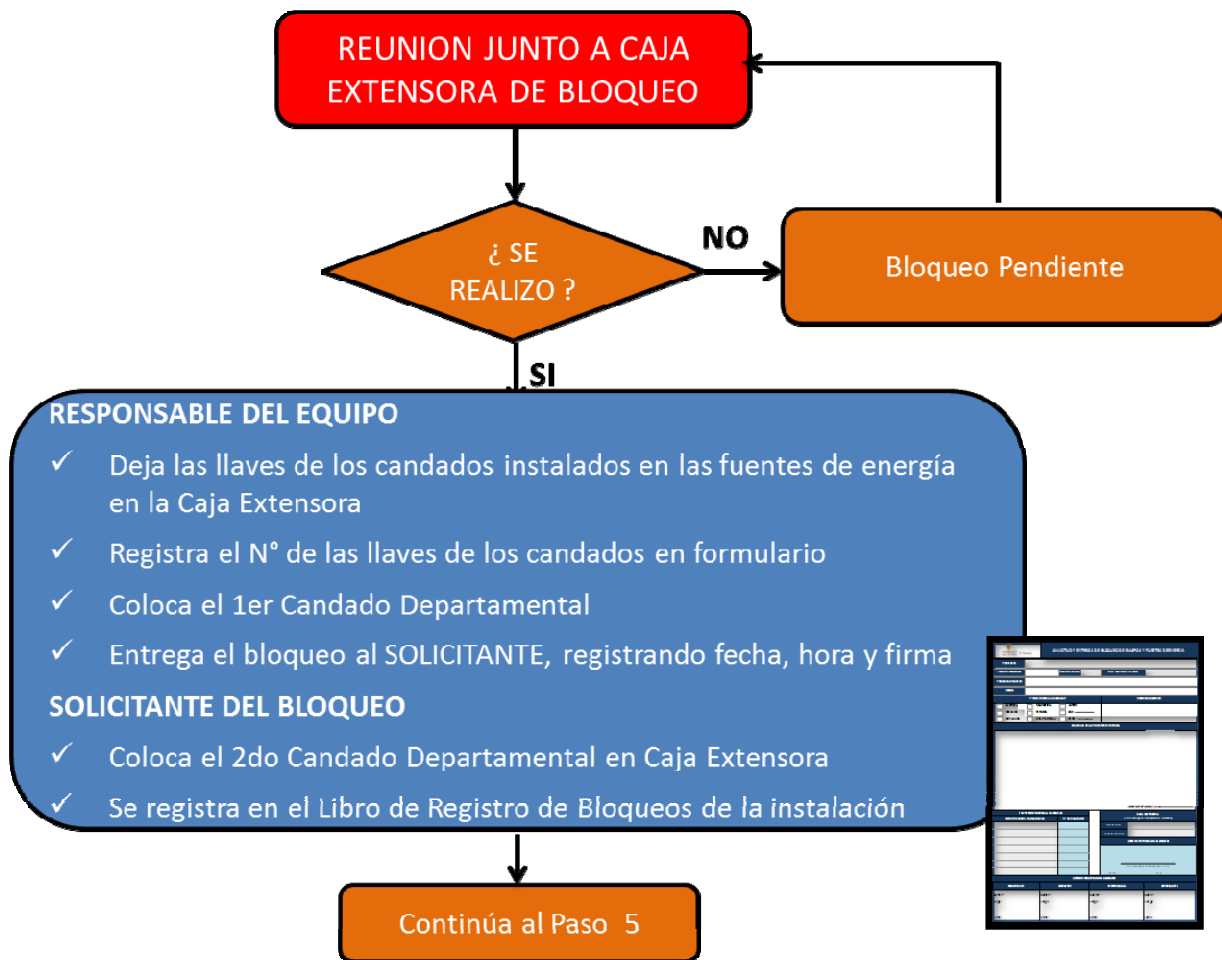 REUNION JUNTO A CAJA
EXTENSORA DE BLOQUEO
¿ SE
REALIZO ?
NO
Bloqueo Pendiente
SI
RESPONSABLE DEL EQUIPO
✓ Deja las llaves de los candados instalados en las fuentes de energía
en la Caja Extensora
✓ Registra el N° de las llaves de los candados en formulario
✓ Coloca el 1er Candado Departamental
✓ Entrega el bloqueo al SOLICITANTE, registrando fecha, hora y firma
SOLICITANTE DEL BLOQUEO
✓ Coloca el 2do Candado Departamental en Caja Extensora
✓ Se registra en el Libro de Registro de Bloqueos de la instalación
Continúa al Paso 5